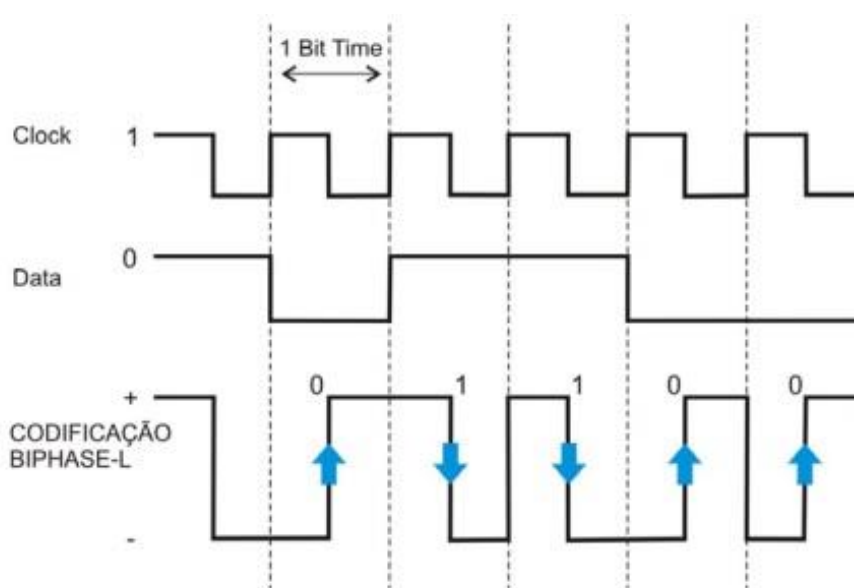 1 Bit Time
Clock 1
Data 0
0 1 1 0 0
+
CODIFICAÇÃO
BIPHASE-L
-